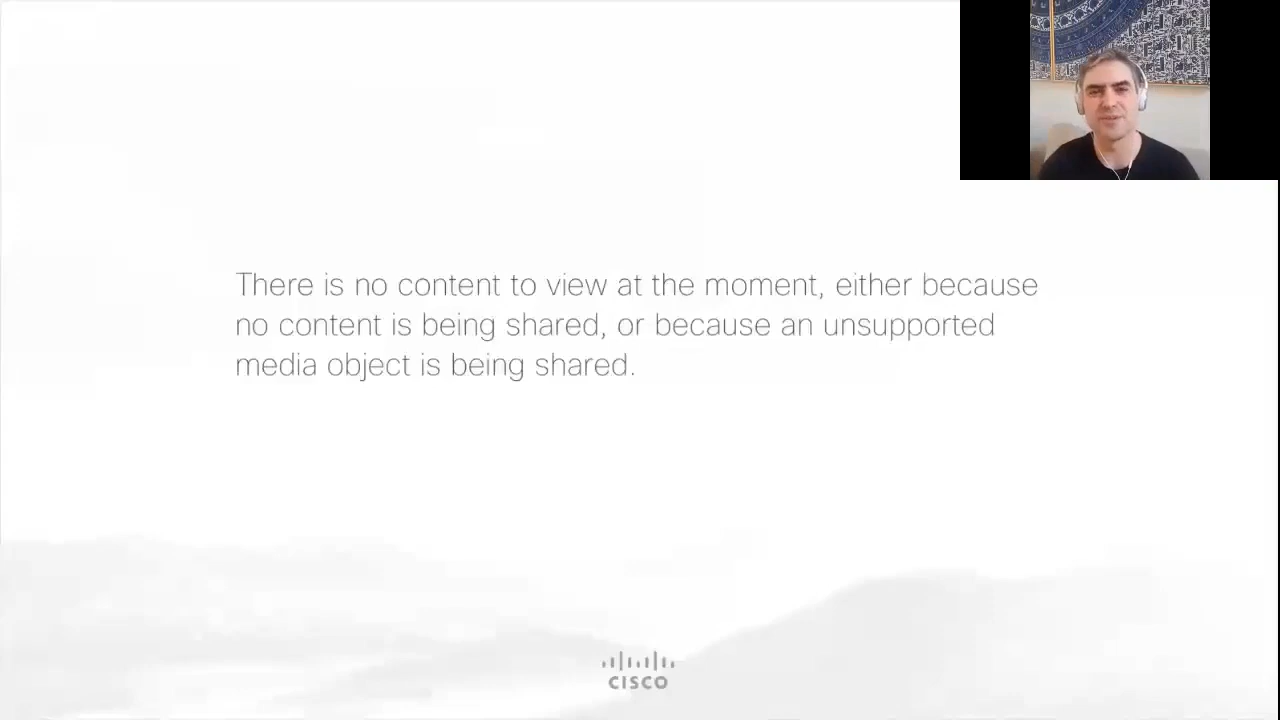 There is no content to view at the moment, either because
no content is being shared, or because an unsupported
media object is being shared.
CISCO